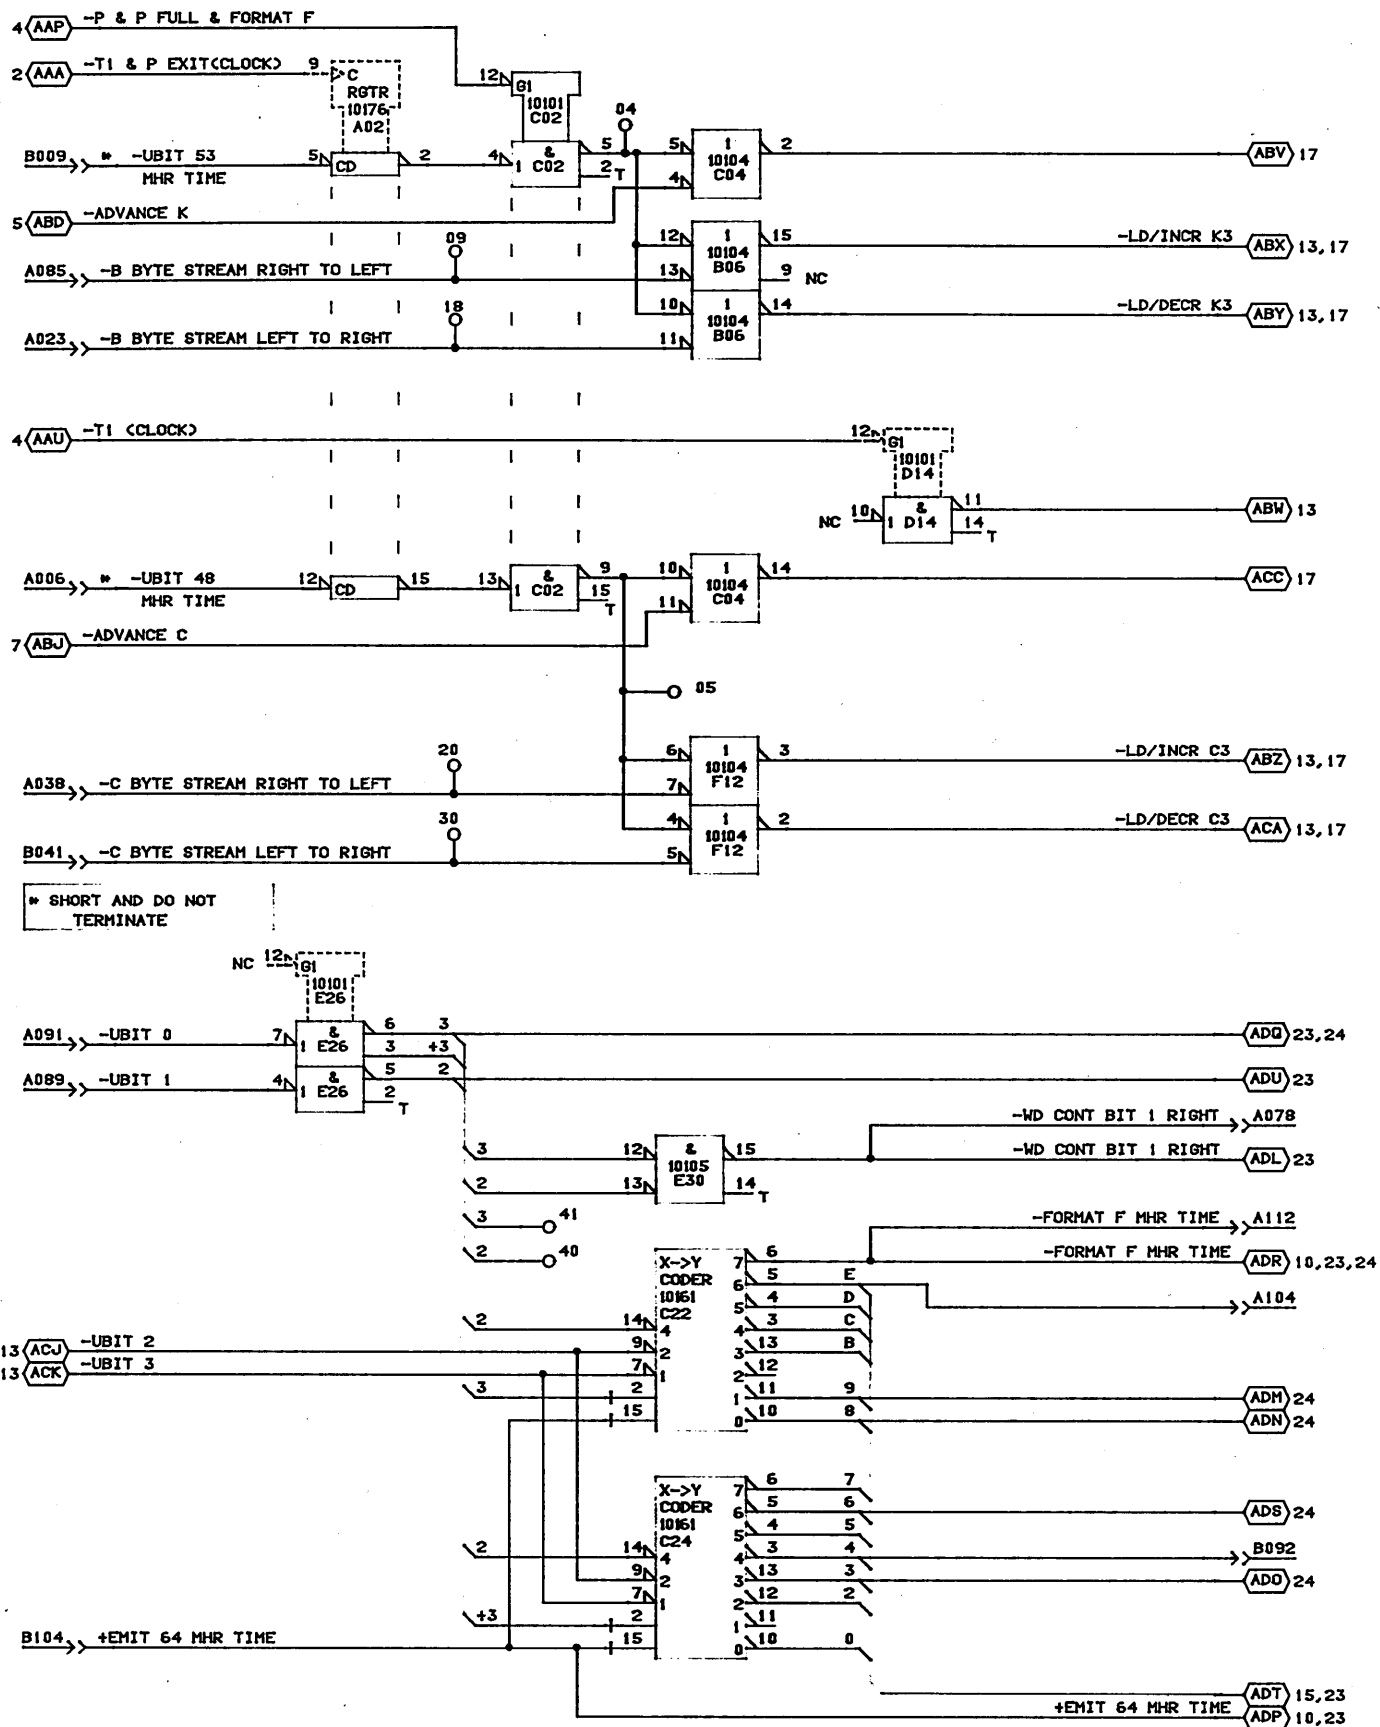 4 AAP -P & P FULL & FORMAT F
2 AAA -T1 & P EXIT(CLOCK) 9 C
RGTR
10176
A02
12 G1
10101
C02
04
B009 * -UBIT 53
MHR TIME
5 CD 2 4 1 & C02 5 2 T
5 4 1 10104 C04 2 ABV 17
5 ABD -ADVANCE K
09
12 13 1 10104 B06 15 9 NC -LD/INCR K3 ABX 13,17
A085 -B BYTE STREAM RIGHT TO LEFT
18
10 11 1 10104 B06 14 -LD/DECR K3 ABY 13,17
A023 -B BYTE STREAM LEFT TO RIGHT
4 AAU -T1 (CLOCK) 12 G1
10101
D14
NC 10 1 & D14 11 14 T ABW 13
A006 * -UBIT 48
MHR TIME
12 CD 15 13 1 & C02 9 15 T
10 11 1 10104 C04 14 ACC 17
7 ABJ -ADVANCE C
05
20
6 7 1 10104 F12 3 -LD/INCR C3 ABZ 13,17
A038 -C BYTE STREAM RIGHT TO LEFT
30
4 5 1 10104 F12 2 -LD/DECR C3 ACA 13,17
B041 -C BYTE STREAM LEFT TO RIGHT
* SHORT AND DO NOT
TERMINATE
NC 12 G1
10101
E26
A091 -UBIT 0 7 1 & E26 6 3 ADQ 23,24
3 +3
A089 -UBIT 1 4 1 & E26 5 2 ADU 23
2 T
-WD CONT BIT 1 RIGHT A078
3 12 & 10105 E30 15 -WD CONT BIT 1 RIGHT ADL 23
2 13 14 T
3 41
-FORMAT F MHR TIME A112
2 40
X->Y
CODER
10161
C22
7 6 -FORMAT F MHR TIME ADR 10,23,24
6 5 E
A104
5 4 D
2 14 4 4 3 C
13 ACJ -UBIT 2 9 2 3 13 B
13 ACK -UBIT 3 7 1 2 12
3 2 1 11 9 ADM 24
15 0 10 8 ADN 24
X->Y
CODER
10161
C24
7 6 7
6 5 6 ADS 24
5 4 5
2 14 4 4 3 4 B092
9 2 3 13 3 ADO 24
7 1 2 12 2
+3 2 1 11
B104 +EMIT 64 MHR TIME 15 0 10 0
ADT 15,23
+EMIT 64 MHR TIME ADP 10,23